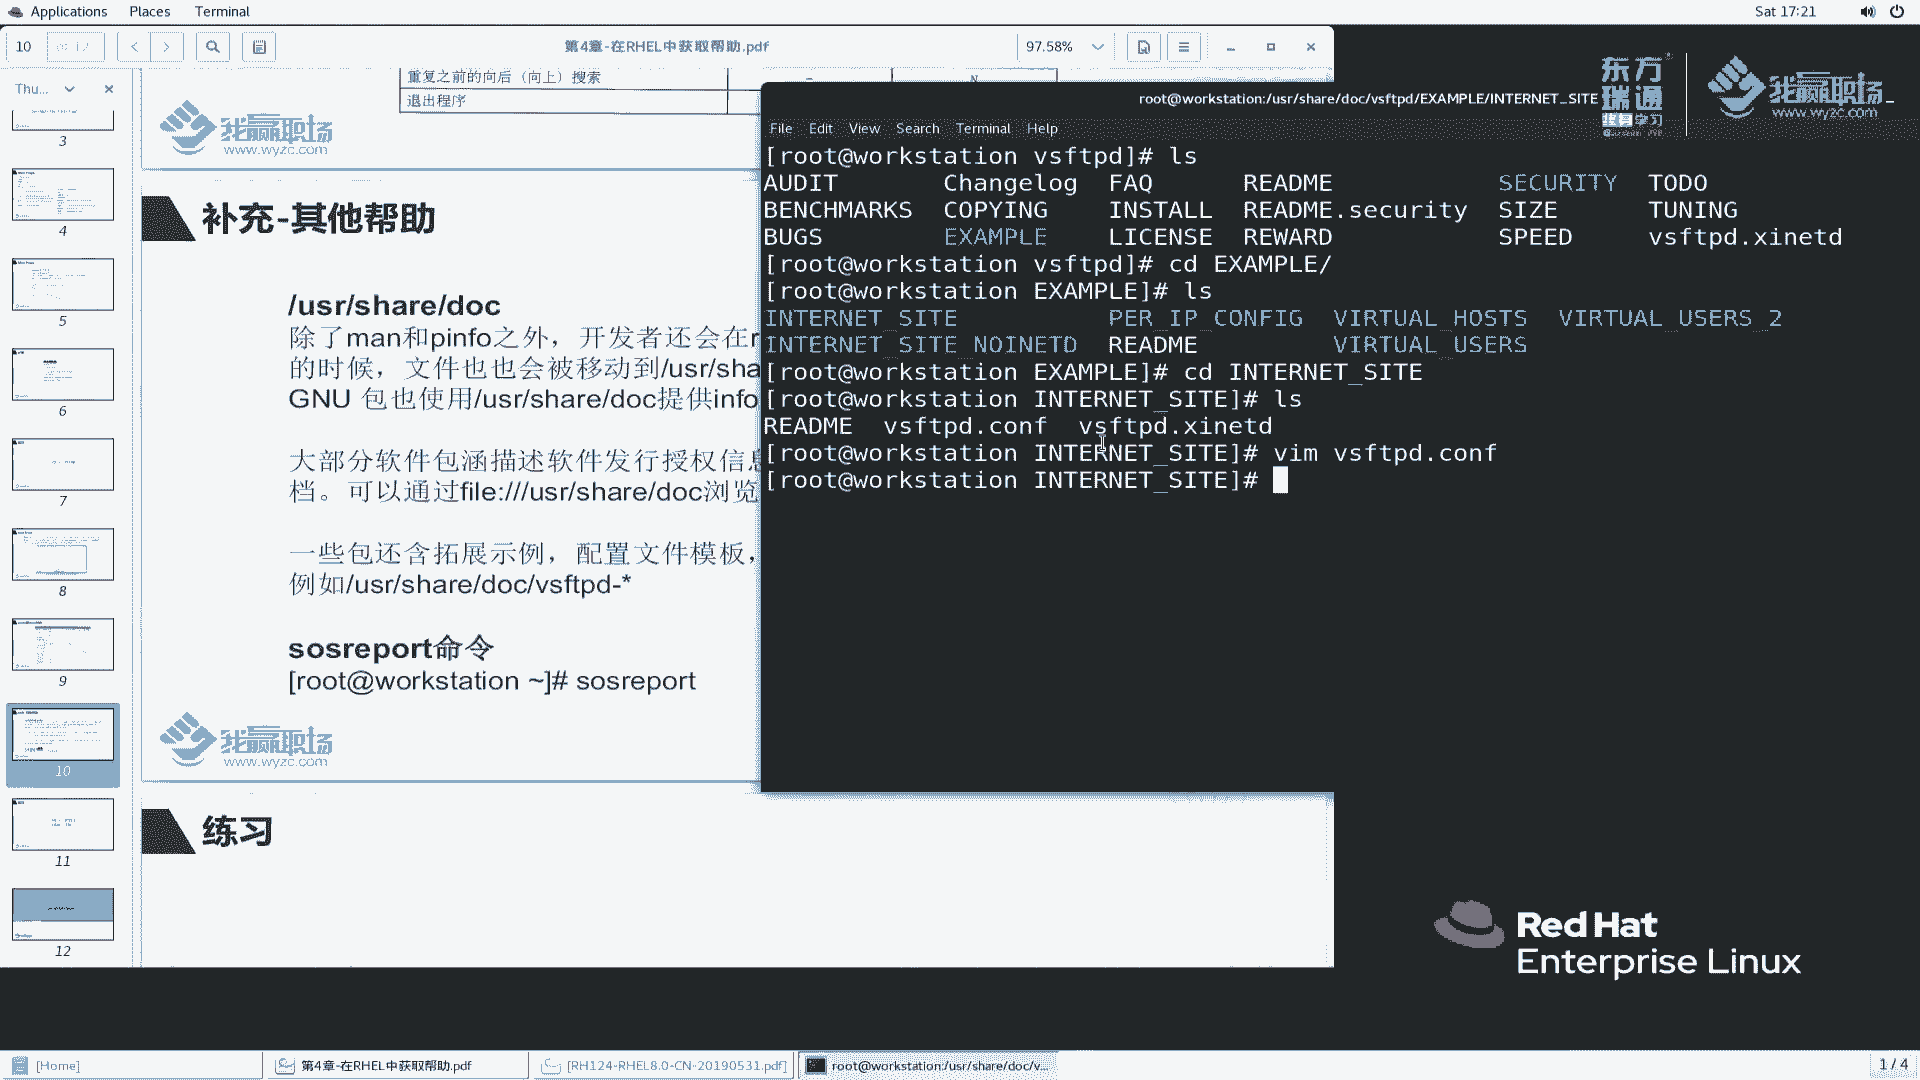 Applications Places Terminal
Sat 17:21
10
第4章-在RHEL中获取帮助.pdf
97.58%
Thu...
3
4
5
6
7
8
9
10
11
12
重复之前的向后（向上）搜索 N
退出程序
我赢职场
www.wyzc.com
补充-其他帮助
/usr/share/doc
除了man和pinfo之外，开发者还会在r
的时候，文件也也会被移动到/usr/sha
GNU 包也使用/usr/share/doc提供info
大部分软件包涵描述软件发行授权信息
档。可以通过file:///usr/share/doc浏览
一些包还含拓展示例，配置文件模板，
例如/usr/share/doc/vsftpd-*
sosreport命令
[root@workstation ~]# sosreport
我赢职场
www.wyzc.com
练习
root@workstation:/usr/share/doc/vsftpd/EXAMPLE/INTERNET_SITE
东方
瑞通
我赢职场
www.wyzc.com
File Edit View Search Terminal Help
[root@workstation vsftpd]# ls
AUDIT Changelog FAQ README SECURITY TODO
BENCHMARKS COPYING INSTALL README.security SIZE TUNING
BUGS EXAMPLE LICENSE REWARD SPEED vsftpd.xinetd
[root@workstation vsftpd]# cd EXAMPLE/
[root@workstation EXAMPLE]# ls
INTERNET_SITE PER_IP_CONFIG VIRTUAL_HOSTS VIRTUAL_USERS_2
INTERNET_SITE_NOINETD README VIRTUAL_USERS
[root@workstation EXAMPLE]# cd INTERNET_SITE
[root@workstation INTERNET_SITE]# ls
README vsftpd.conf vsftpd.xinetd
[root@workstation INTERNET_SITE]# vim vsftpd.conf
[root@workstation INTERNET_SITE]#
Red Hat
Enterprise Linux
[Home]
第4章-在RHEL中获取帮助.pdf
[RH124-RHEL8.0-CN-20190531.pdf]
root@workstation:/usr/share/doc/v...
1 / 4